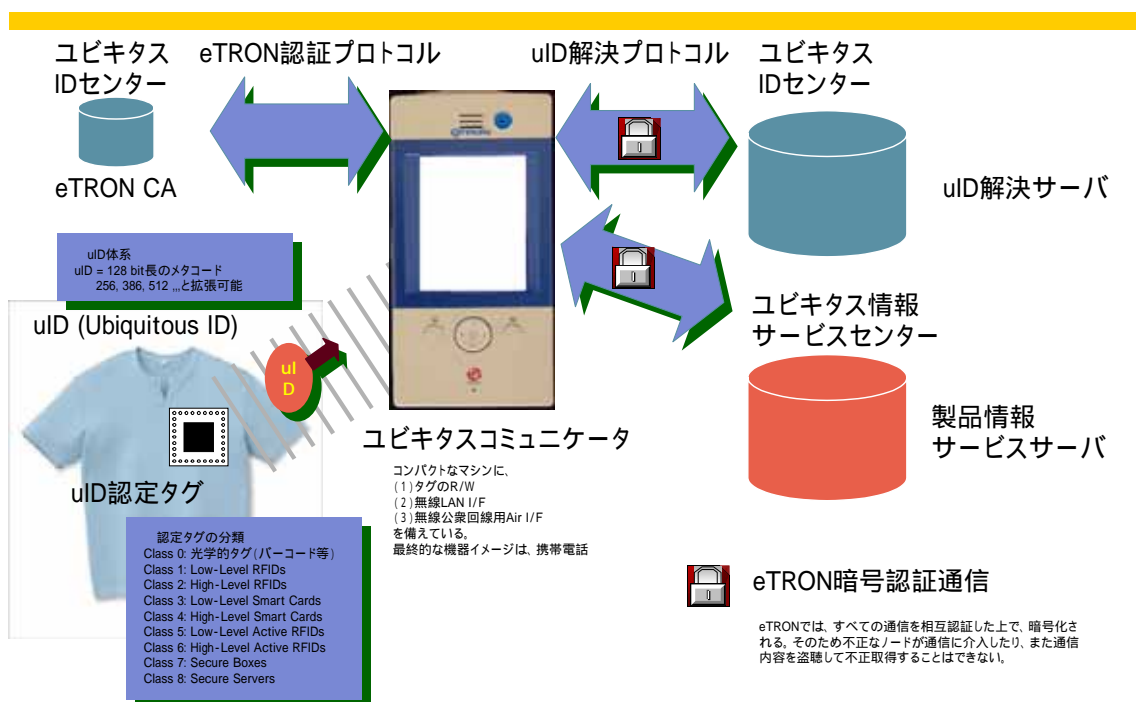 ユビキタス
IDセンター
eTRON認証プロトコル
uID解決プロトコル
ユビキタス
IDセンター
eTRON CA
uID解決サーバ
uID体系
uID = 128 bit長のメタコード
256, 386, 512 ,,,と拡張可能
uID (Ubiquitous ID)
uI
D
uID認定タグ
ユビキタス情報
サービスセンター
製品情報
サービスサーバ
ユビキタスコミュニケータ
コンパクトなマシンに、
(1)タグのR/W
(2)無線LAN I/F
(3)無線公衆回線用Air I/F
を備えている。
最終的な機器イメージは、携帯電話
認定タグの分類
Class 0: 光学的タグ(バーコード等)
Class 1: Low-Level RFIDs
Class 2: High-Level RFIDs
Class 3: Low-Level Smart Cards
Class 4: High-Level Smart Cards
Class 5: Low-Level Active RFIDs
Class 6: High-Level Active RFIDs
Class 7: Secure Boxes
Class 8: Secure Servers
eTRON暗号認証通信
eTRONでは、すべての通信を相互認証した上で、暗号化さ
れる。そのため不正なノードが通信に介入したり、また通信
内容を盗聴して不正取得することはできない。